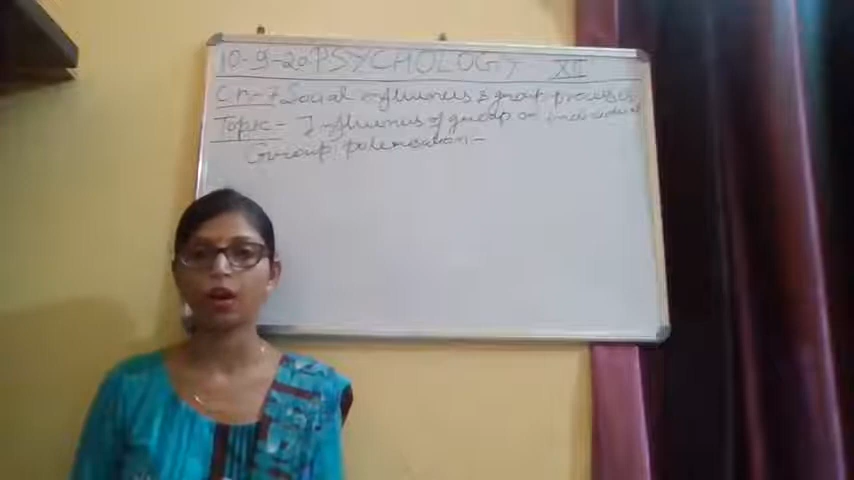 10-9-20 PSYCHOLOGY XII
Ch-7 Social influences & group processes
Topic - Influences of group on individual
Group polarisation -